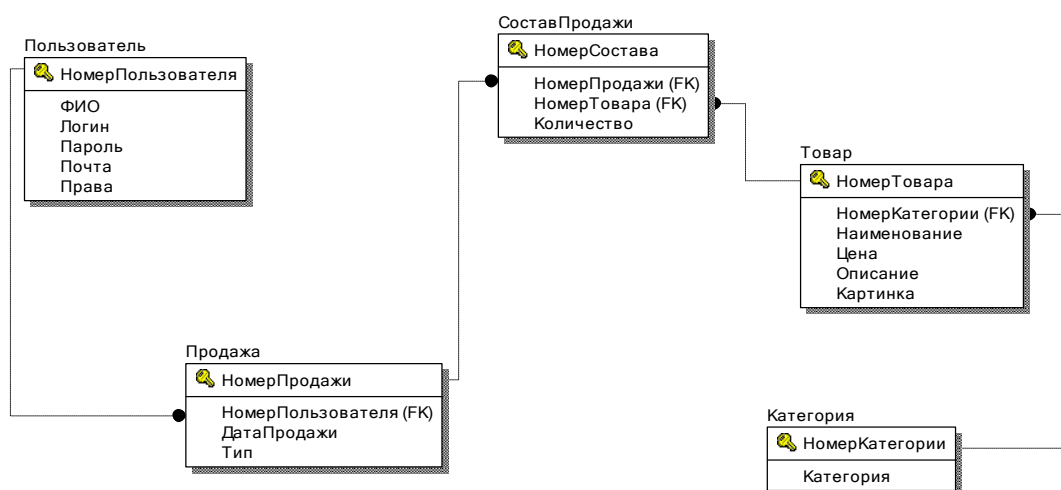 СоставПродажи
НомерСостава
НомерПродажи (FK)
НомерТовара (FK)
Количество
Пользователь
НомерПользователя
ФИО
Логин
Пароль
Почта
Права
Товар
НомерТовара
НомерКатегории (FK)
Наименование
Цена
Описание
Картинка
Продажа
НомерПродажи
НомерПользователя (FK)
ДатаПродажи
Тип
Категория
НомерКатегории
Категория